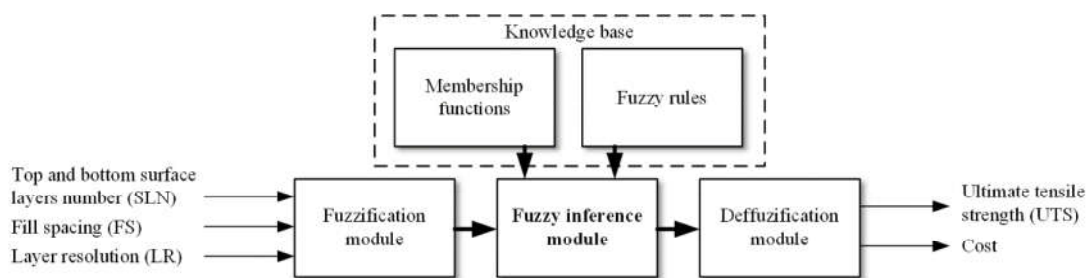 Knowledge base
Membership
functions
Fuzzy rules
Top and bottom surface
layers number (SLN)
Fill spacing (FS)
Layer resolution (LR)
Fuzzification
module
Fuzzy inference
module
Deffuzification
module
Ultimate tensile
strength (UTS)
Cost